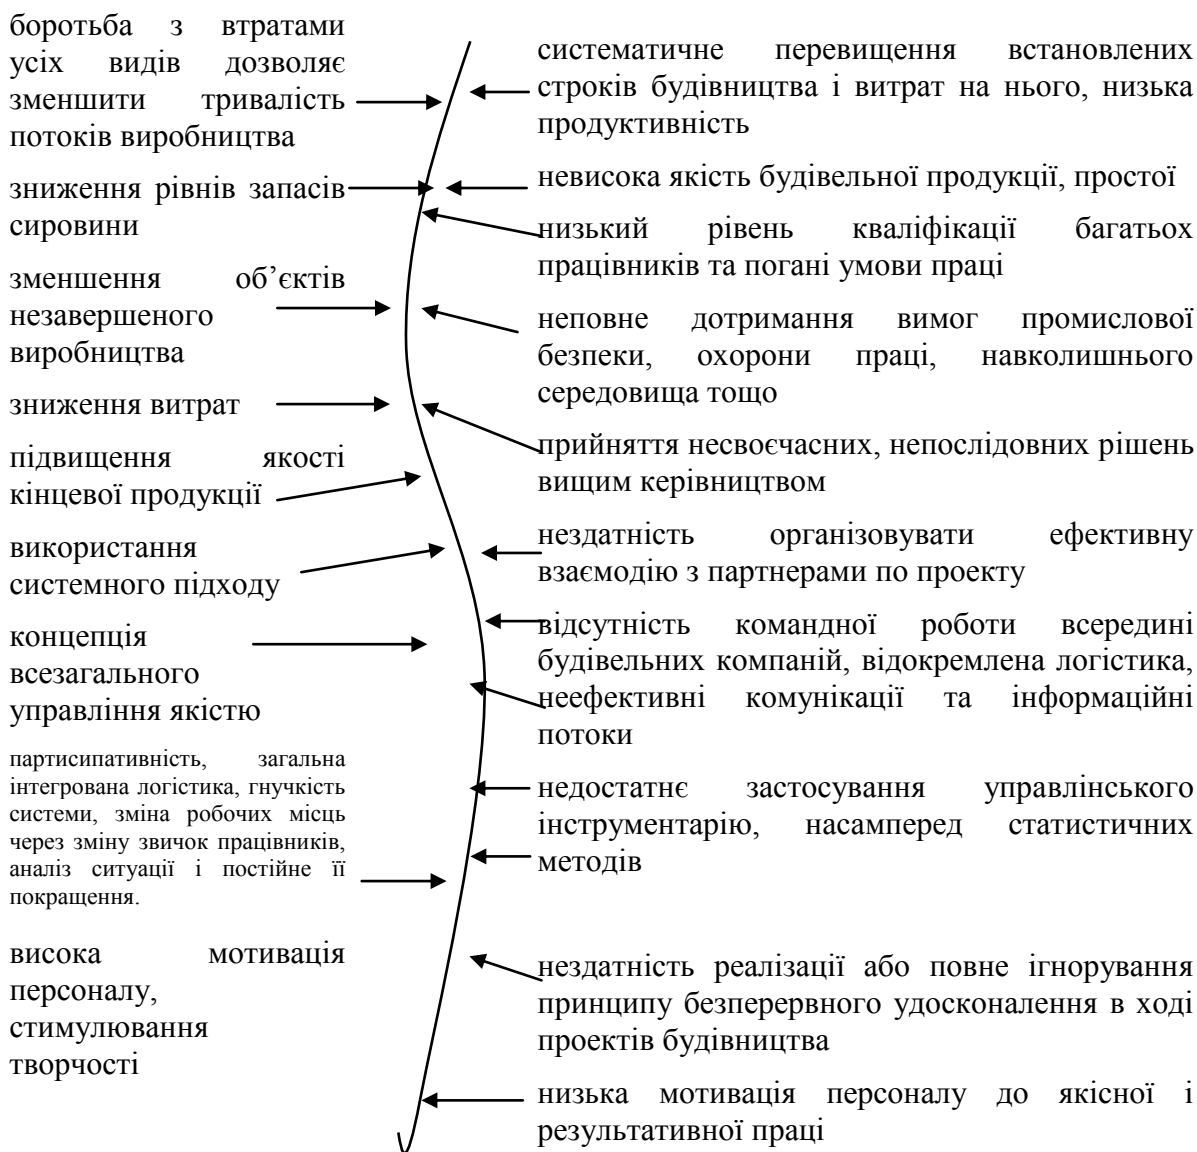 боротьба з втратами
усіх видів дозволяє
зменшити тривалість
потоків виробництва
зниження рівнів запасів
сировини
зменшення об’єктів
незавершеного
виробництва
зниження витрат
підвищення якості
кінцевої продукції
використання
системного підходу
концепція
всезагального
управління якістю
партисипативність, загальна
інтегрована логістика, гнучкість
системи, зміна робочих місць
через зміну звичок працівників,
аналіз ситуації і постійне її
покращення.
висока мотивація
персоналу,
стимулювання
творчості
систематичне перевищення встановлених
строків будівництва і витрат на нього, низька
продуктивність
невисока якість будівельної продукції, простої
низький рівень кваліфікації багатьох
працівників та погані умови праці
неповне дотримання вимог промислової
безпеки, охорони праці, навколишнього
середовища тощо
прийняття несвоєчасних, непослідовних рішень
вищим керівництвом
нездатність організовувати ефективну
взаємодію з партнерами по проекту
відсутність командної роботи всередині
будівельних компаній, відокремлена логістика,
неефективні комунікації та інформаційні
потоки
недостатнє застосування управлінського
інструментарію, насамперед статистичних
методів
нездатність реалізації або повне ігнорування
принципу безперервного удосконалення в ході
проектів будівництва
низька мотивація персоналу до якісної і
результативної праці